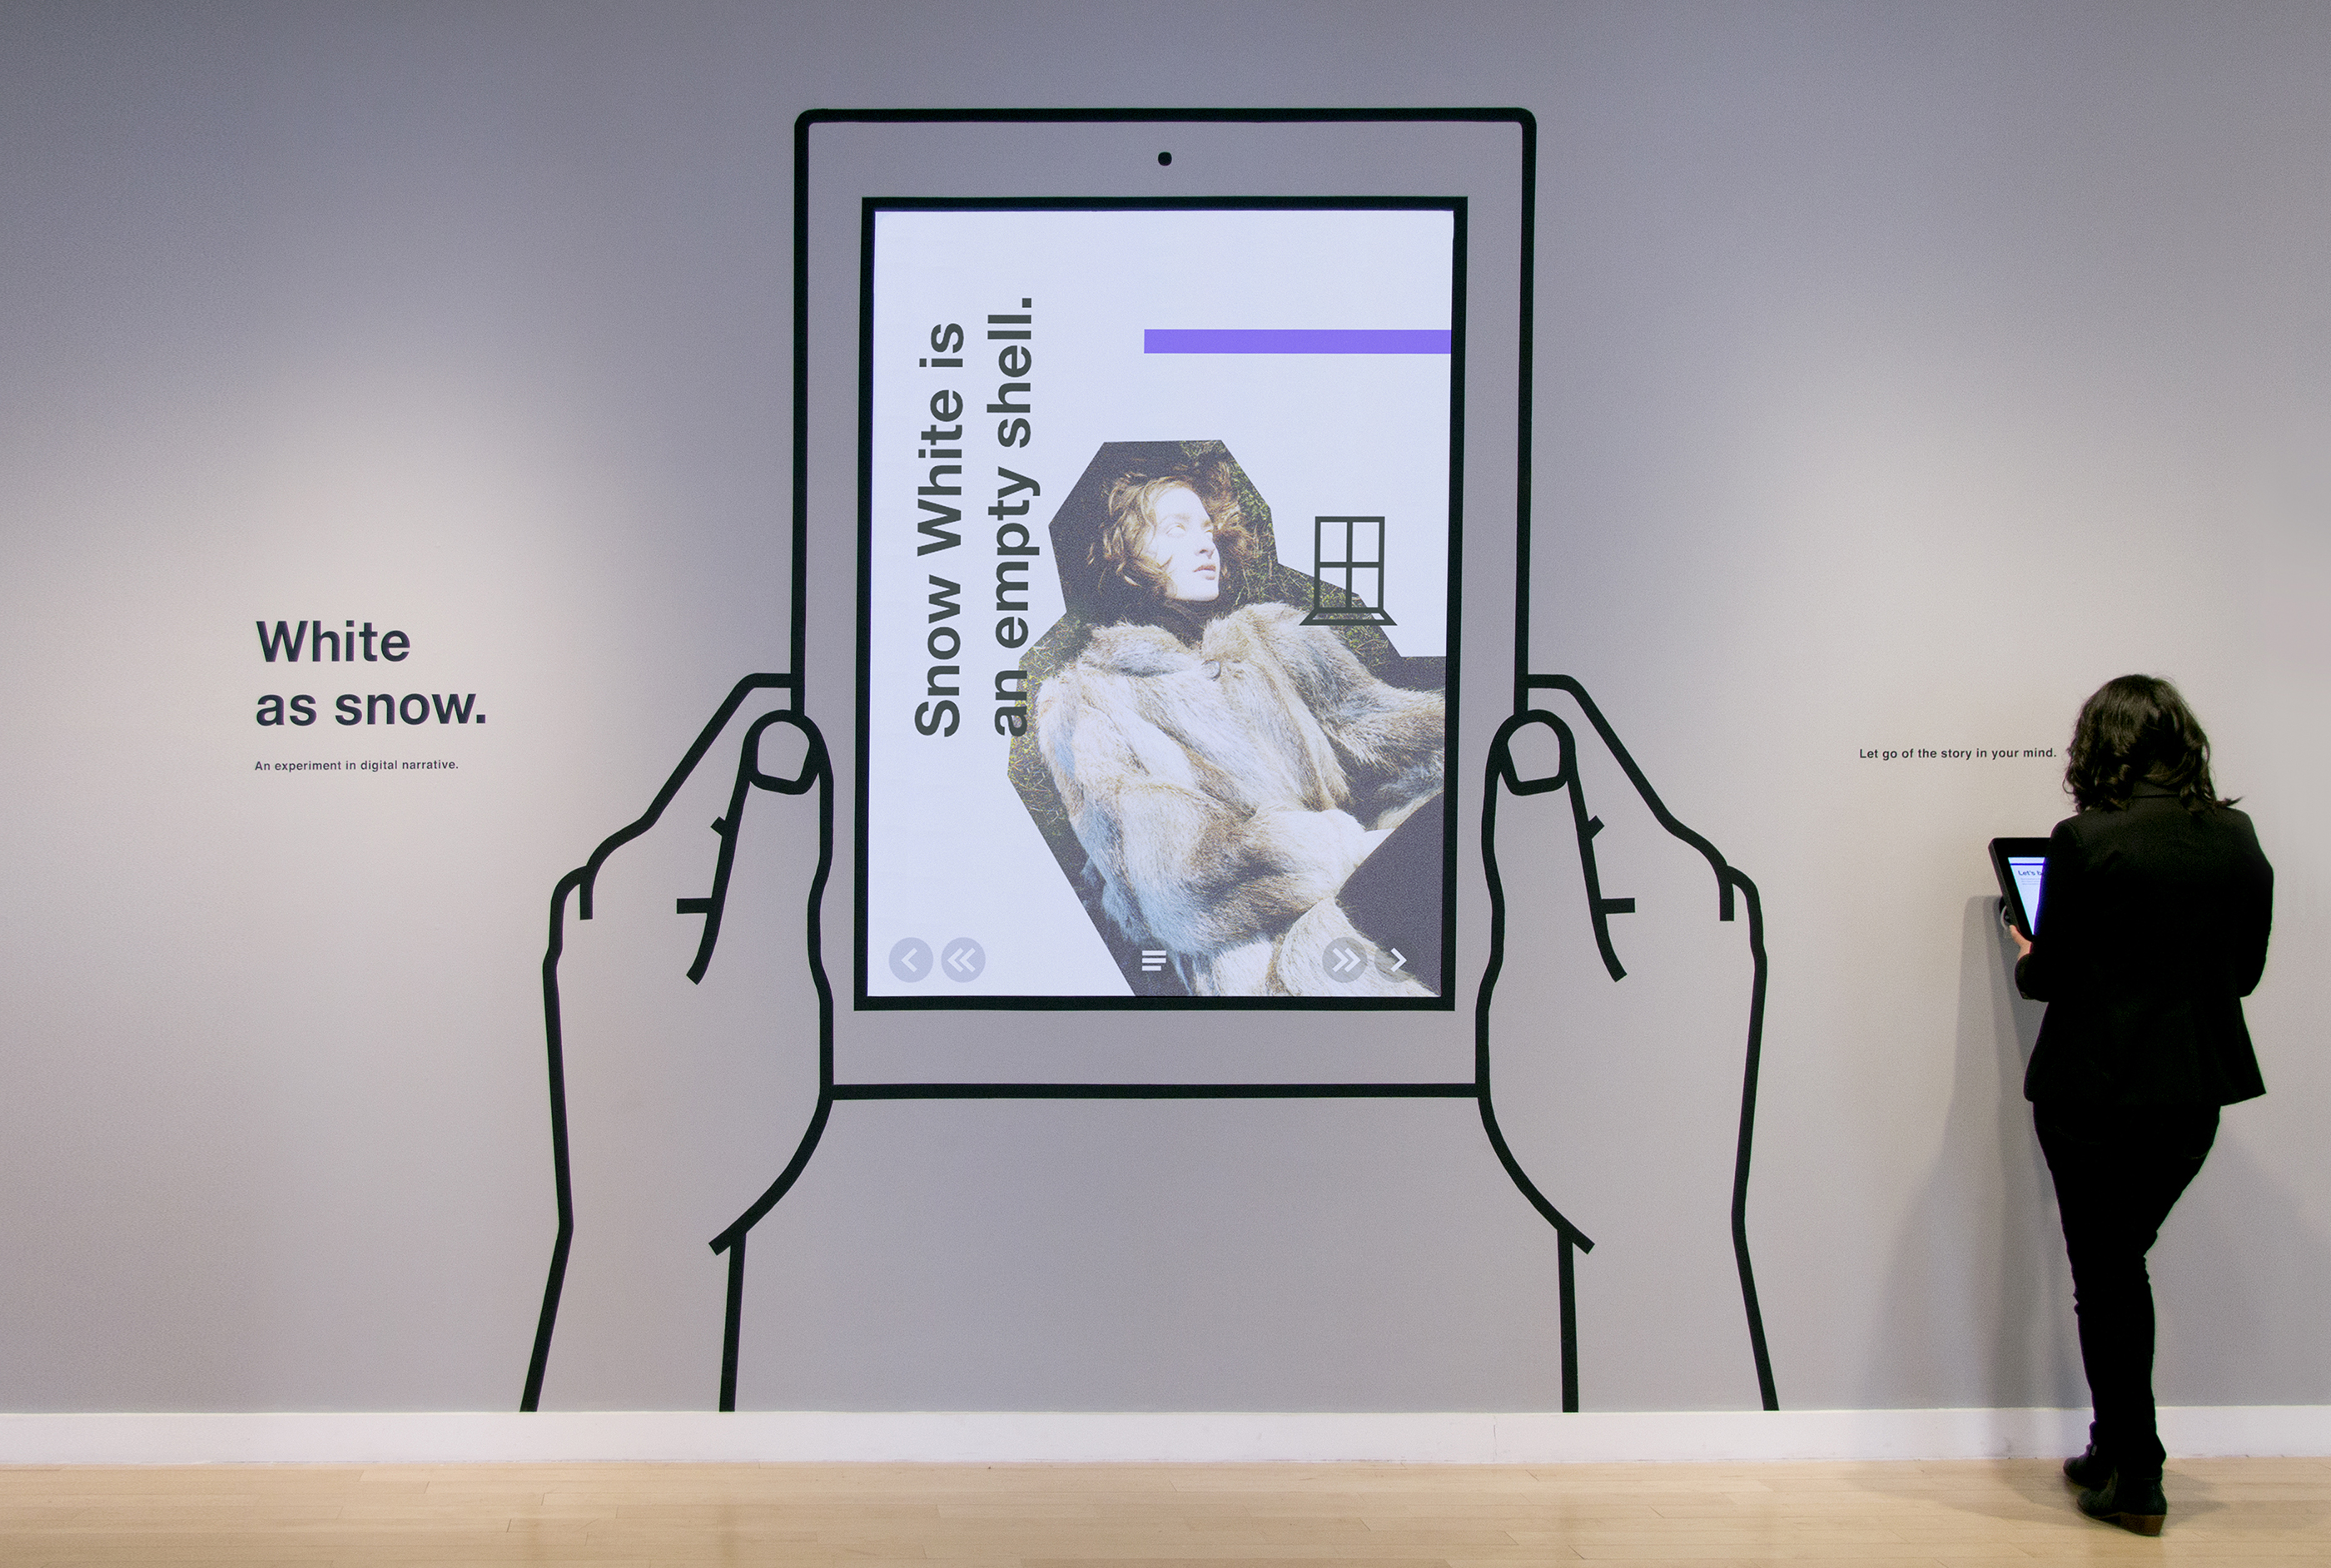 White
as snow.
An experiment in digital narrative.
Snow White is
an empty shell.
Let go of the story in your mind.
Let's